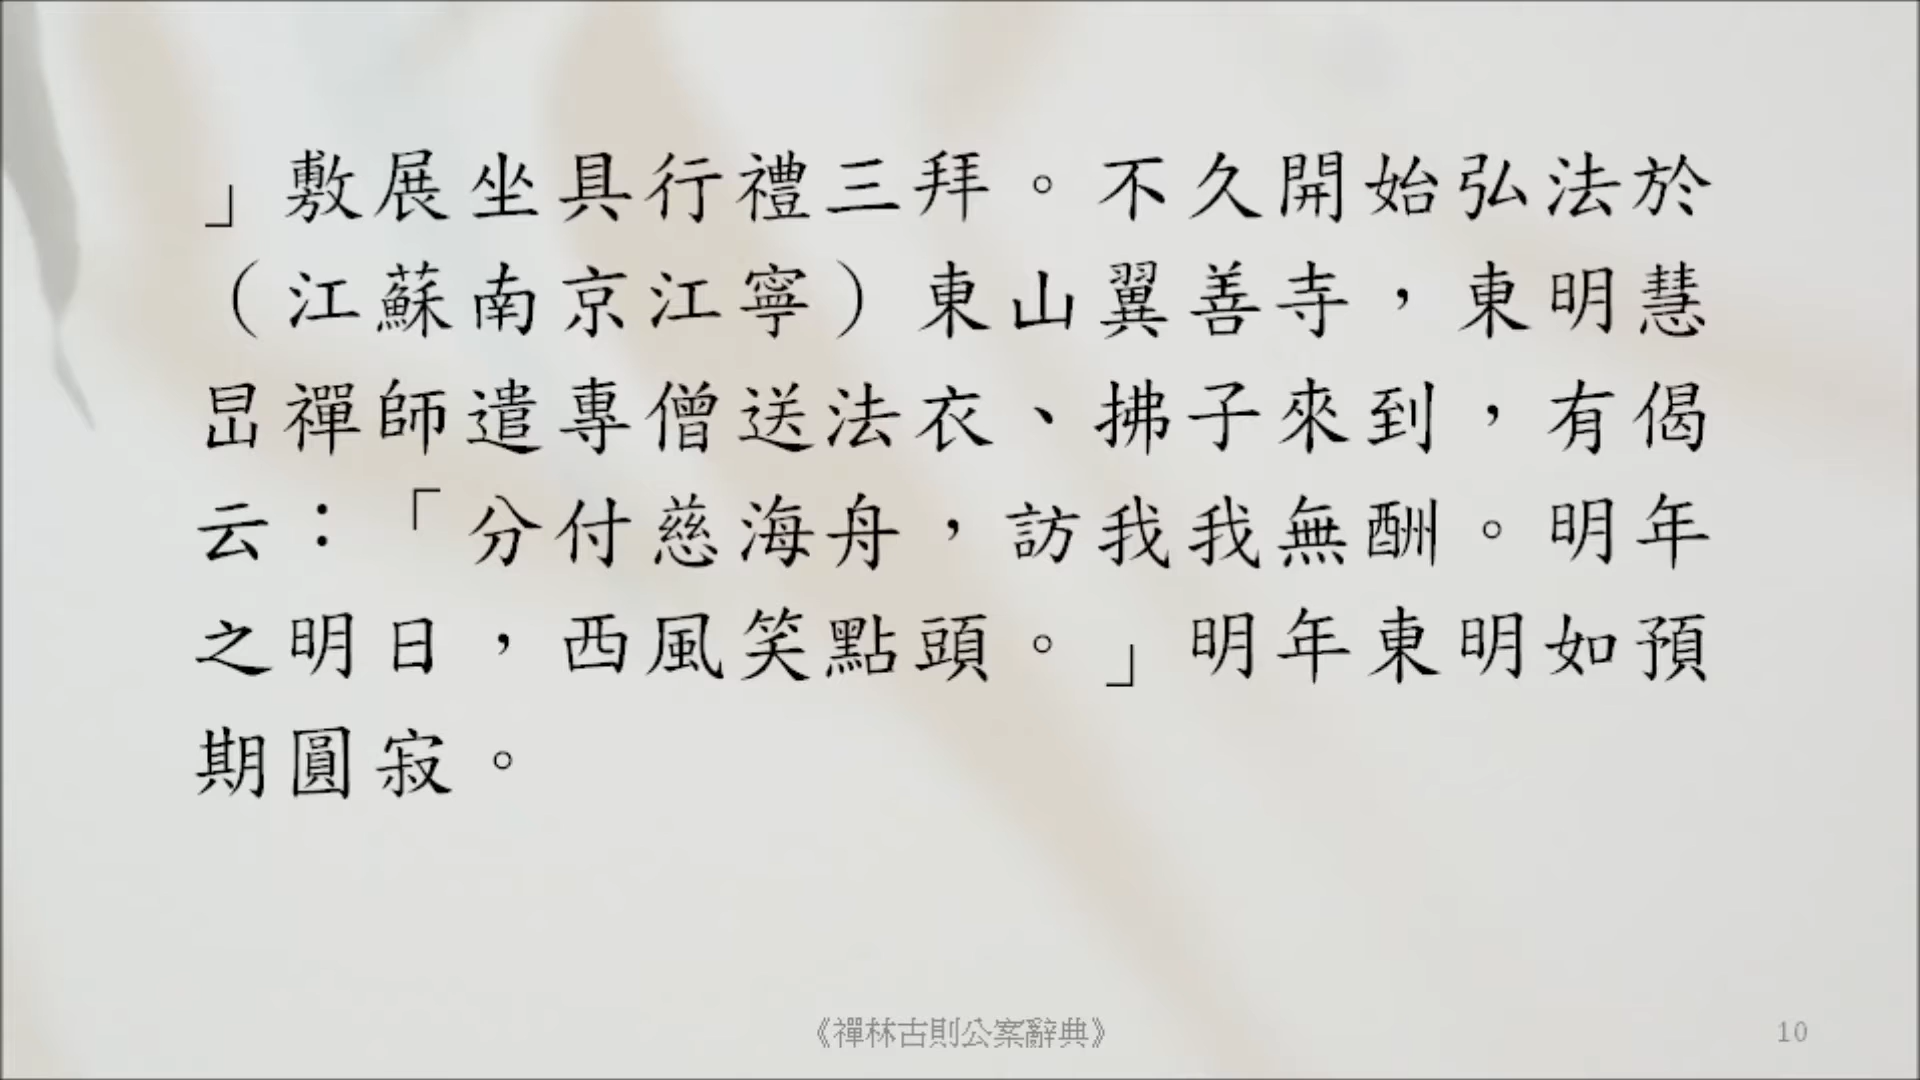 」敷展坐具行禮三拜。不久開始弘法於
（江蘇南京江寧）東山翼善寺，東明慧
旵禪師遣專僧送法衣、拂子來到，有偈
云：「分付慈海舟，訪我我無酬。明年
之明日，西風笑點頭。」明年東明如預
期圓寂。
《禪林古則公案辭典》
10